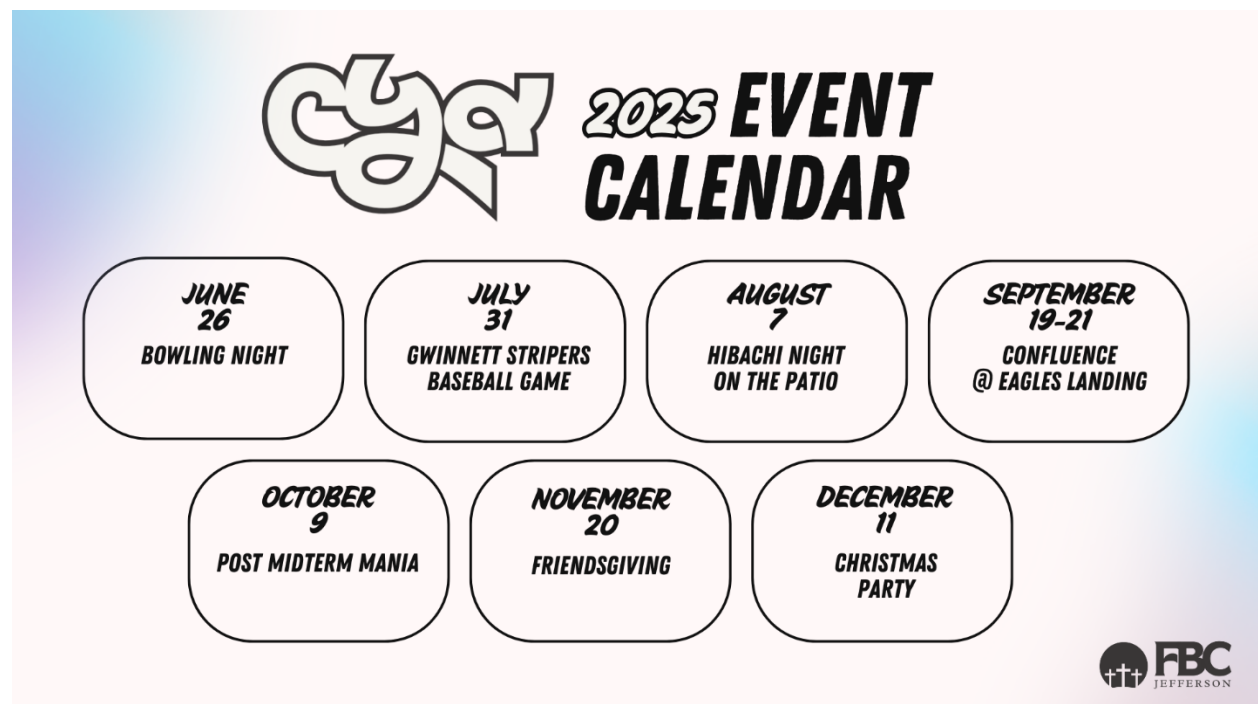 cya 2025 EVENT
CALENDAR
JUNE
26
BOWLING NIGHT
JULY
31
GWINNETT STRIPERS
BASEBALL GAME
AUGUST
7
HIBACHI NIGHT
ON THE PATIO
SEPTEMBER
19-21
CONFLUENCE
@ EAGLES LANDING
OCTOBER
9
POST MIDTERM MANIA
NOVEMBER
20
FRIENDSGIVING
DECEMBER
11
CHRISTMAS
PARTY
FBC
JEFFERSON